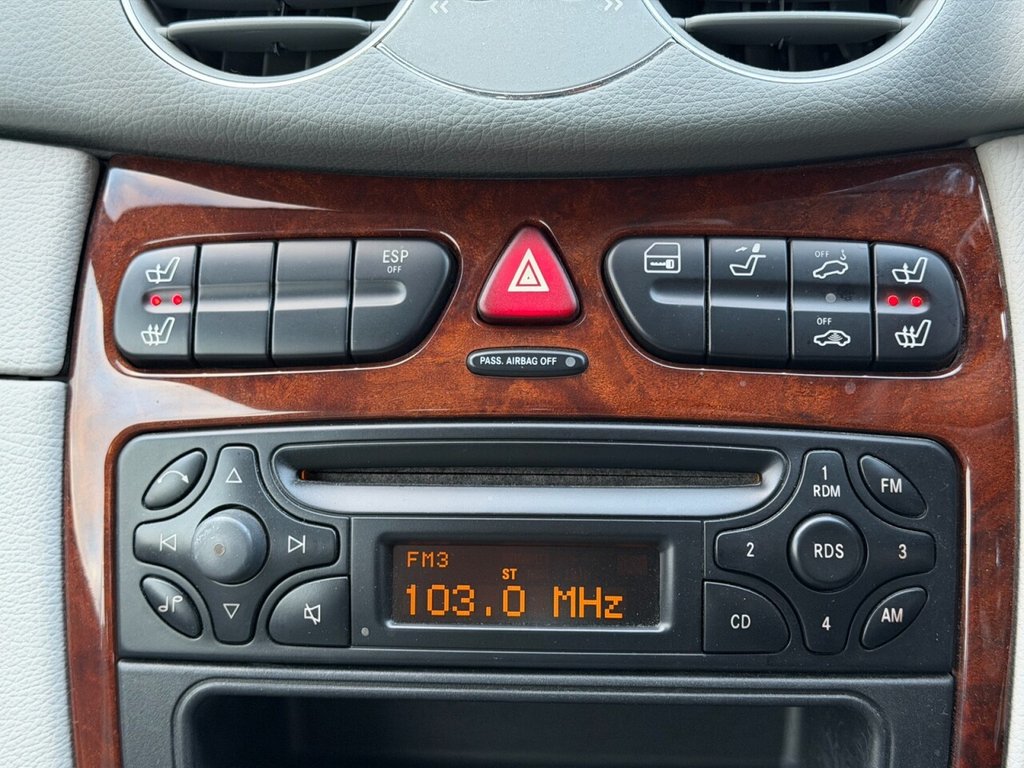 ESP
OFF
OFF
OFF
PASS. AIRBAG OFF
1
RDM
FM
2
RDS
3
CD
4
AM
FM3
ST
103.0 MHz